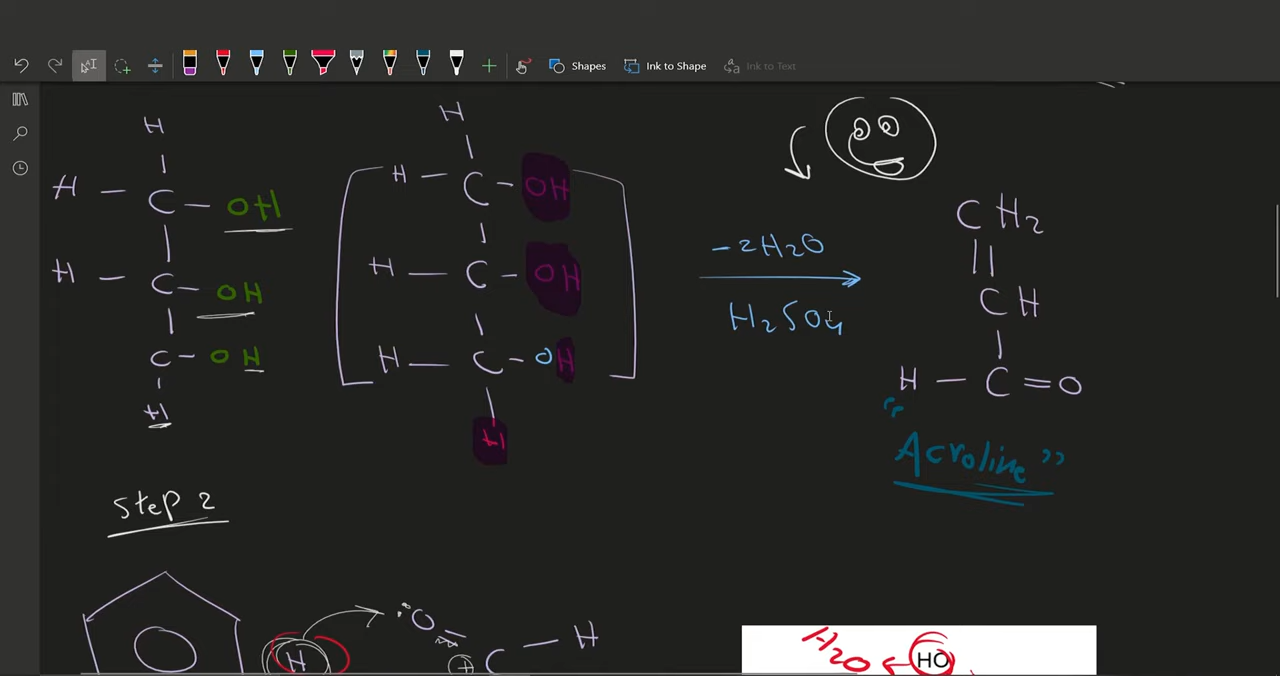 Shapes
Ink to Shape
Ink to Text
H
H – C – OH
H – C – OH
C – OH
H
H
H – C – OH
H – C – OH
H – C – OH
H
-2H2O
H2SO4
CH2
||
CH
|
H – C = O
"Acroline"
Step 2
H
O
C – H
+
H2O
HO